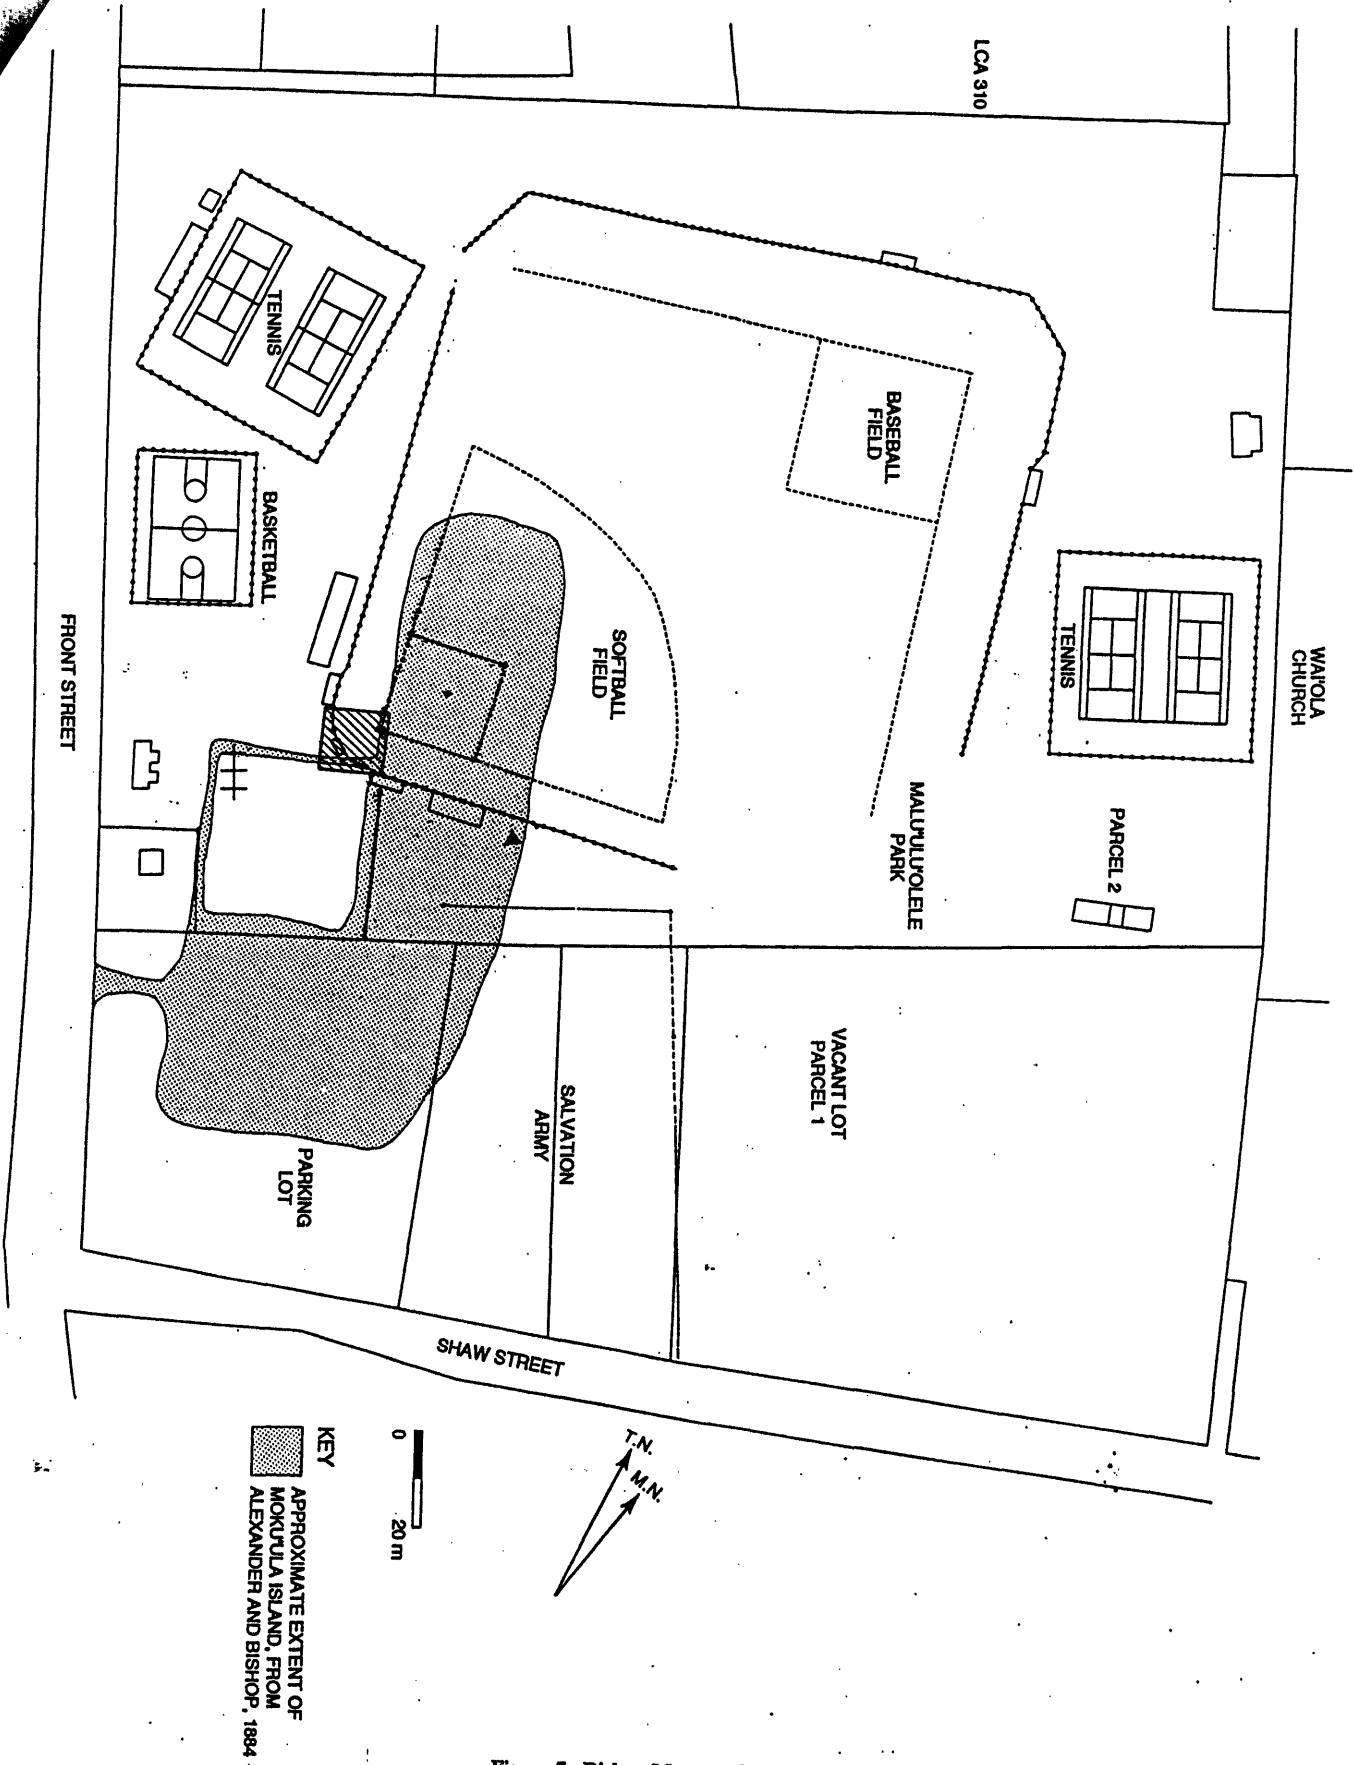 LCA 310
WAI'OLA
CHURCH
TENNIS
BASEBALL
FIELD
TENNIS
BASKETBALL
SOFTBALL
FIELD
PARCEL 2
MALU'ULU'OLELE
PARK
FRONT STREET
VACANT LOT
PARCEL 1
SALVATION
ARMY
PARKING
LOT
SHAW STREET
T.N.
M.N.
0
20 m
KEY
APPROXIMATE EXTENT OF
MOKU'ULA ISLAND, FROM
ALEXANDER AND BISHOP, 1884